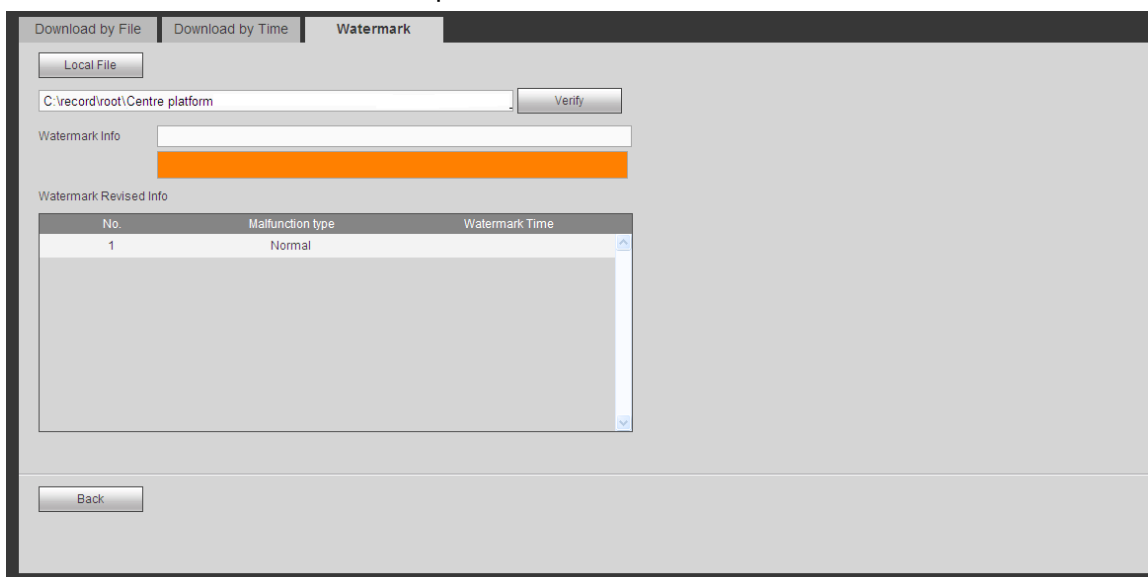 Download by File Download by Time Watermark
Local File
C:\record\root\Centre platform Verify
Watermark Info
Watermark Revised Info
No. Malfunction type Watermark Time
1 Normal
Back